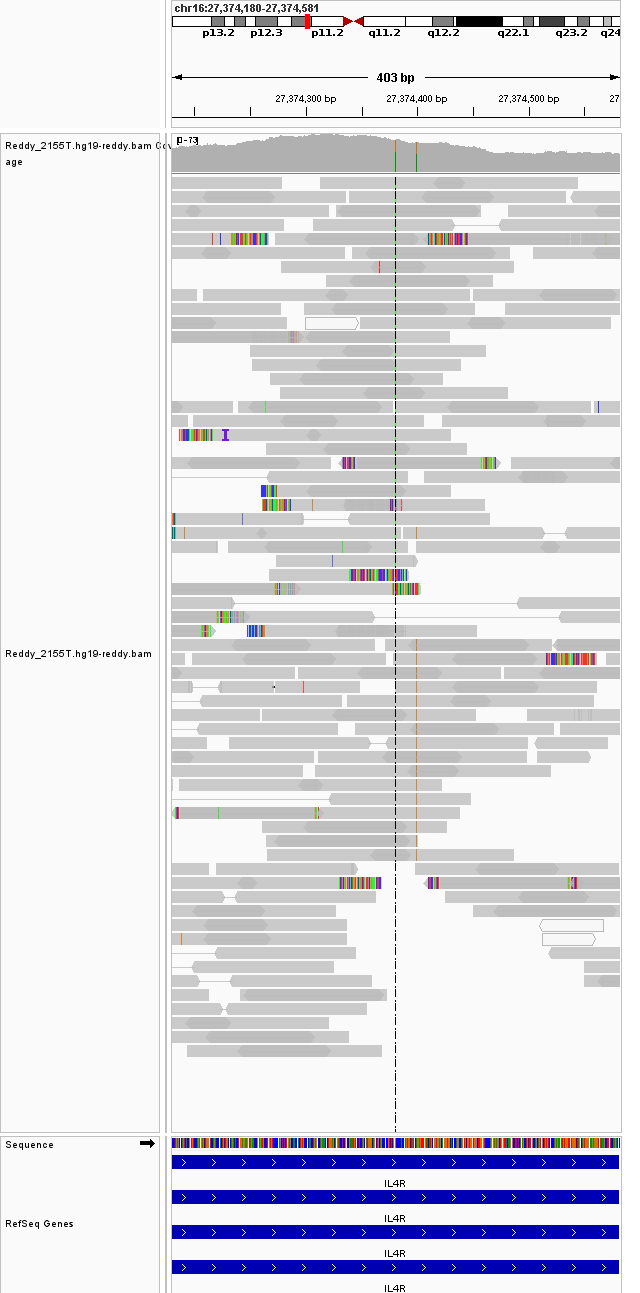 chr16:27,374,180-27,374,581
p13.2 p12.3 p11.2 q11.2 q12.2 q22.1 q23.2 q24
403 bp
27,374,300 bp 27,374,400 bp 27,374,500 bp 27
Reddy_2155T.hg19-reddy.bam Cov
age
Reddy_2155T.hg19-reddy.bam
Sequence
IL4R
IL4R
RefSeq Genes
IL4R
IL4R